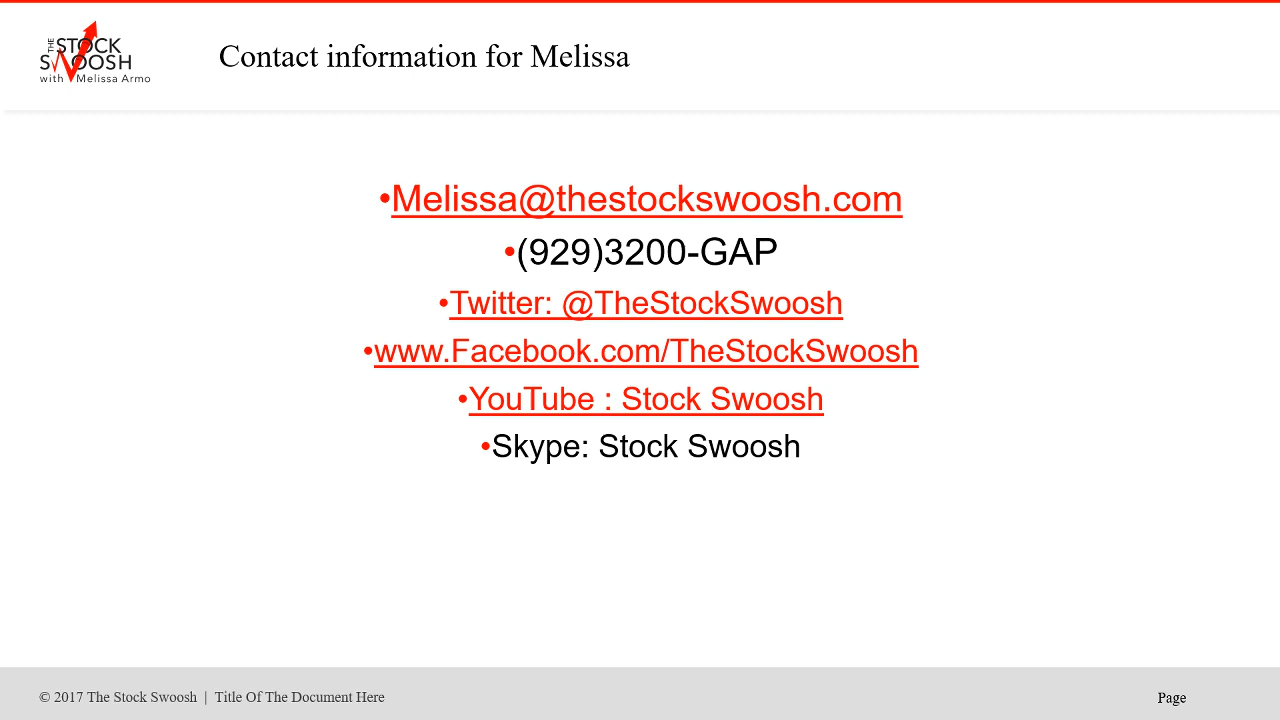 THE STOCK
SWOOSH
with Melissa Armo
Contact information for Melissa
•Melissa@thestockswoosh.com
•(929)3200-GAP
•Twitter: @TheStockSwoosh
•www.Facebook.com/TheStockSwoosh
•YouTube : Stock Swoosh
•Skype: Stock Swoosh
© 2017 The Stock Swoosh | Title Of The Document Here
Page